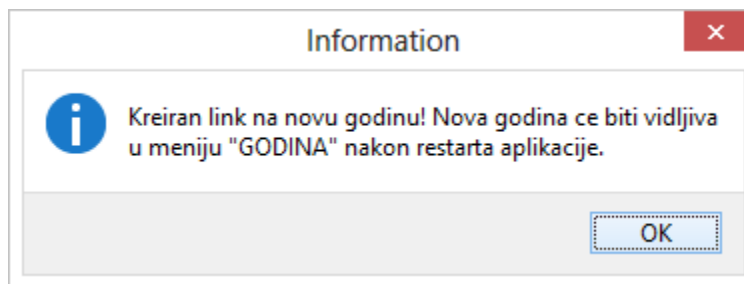 Information
Kreiran link na novu godinu! Nova godina ce biti vidljiva
u meniju "GODINA" nakon restarta aplikacije.
OK